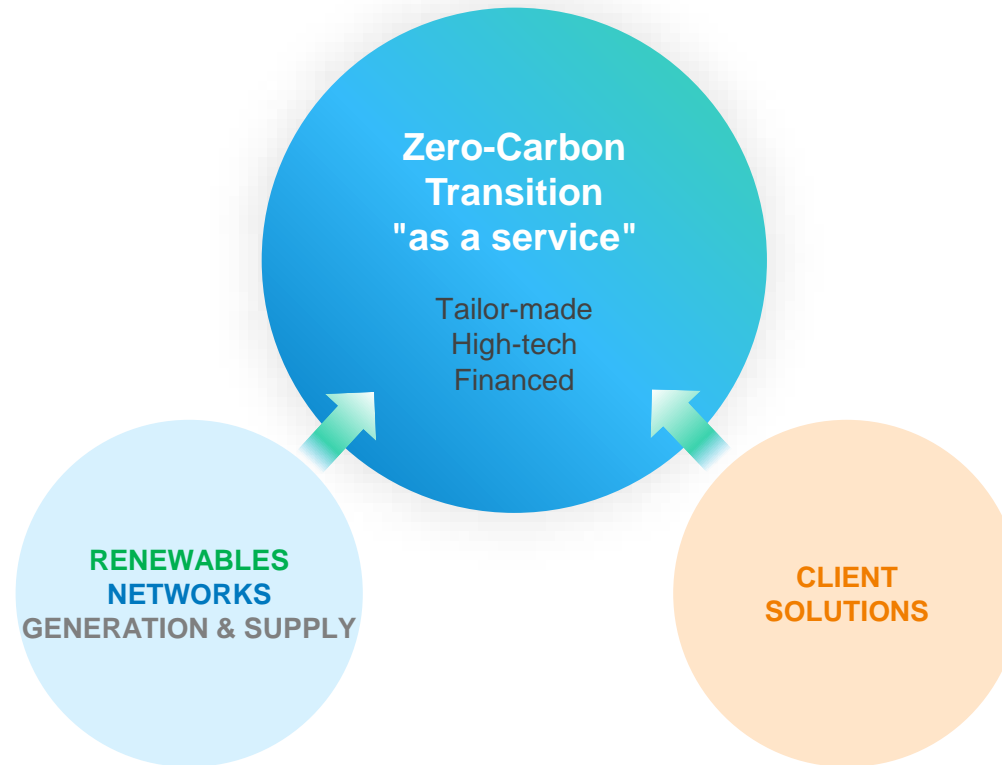 Zero-Carbon
Transition
"as a service"
Tailor-made
High-tech
Financed
RENEWABLES
NETWORKS
GENERATION & SUPPLY
CLIENT
SOLUTIONS